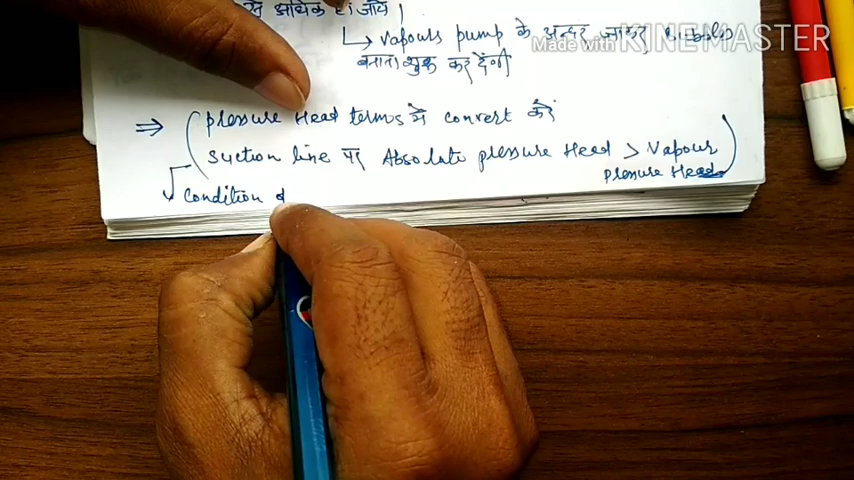 से अधिक हो जाये।
↳ vapours pump के अन्दर जाकर bubbles
बनाना शुरू कर देंगी
Made with KINEMASTER
⇒ (pressure Head terms में convert करें
suction line पर Absolute pressure Head > Vapour
pressure Head)
↳ Condition